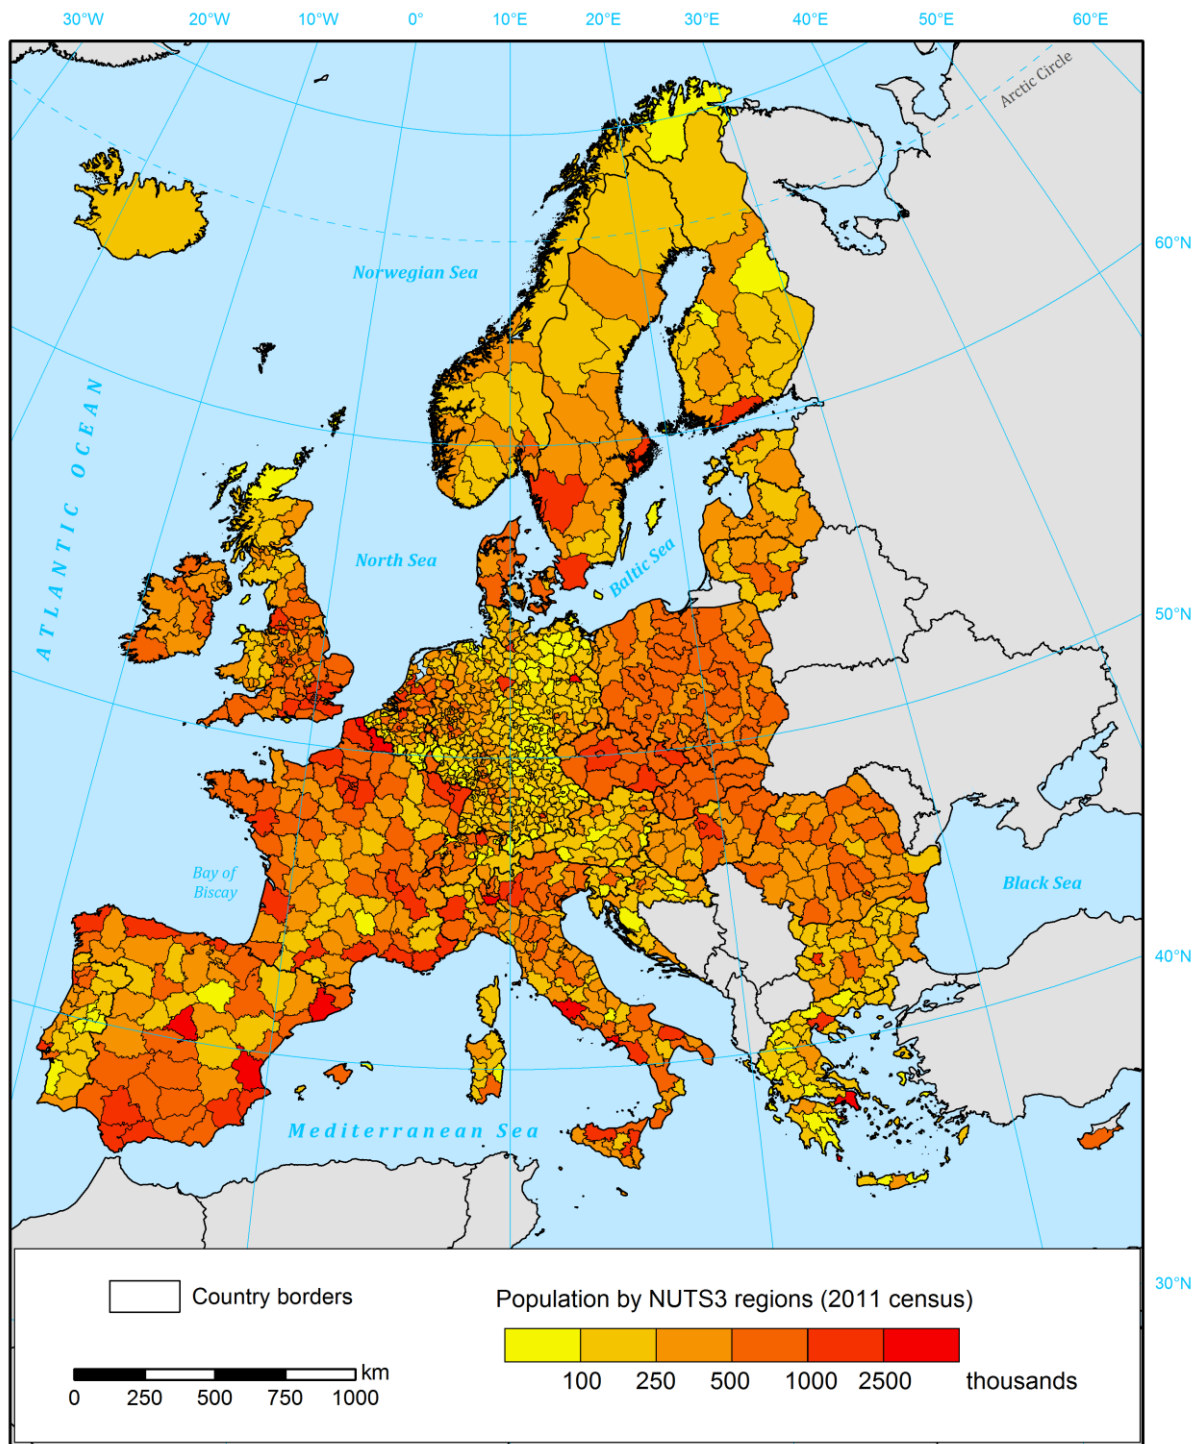 30°W 20°W 10°W 0° 10°E 20°E 30°E 40°E 50°E 60°E
Arctic Circle
60°N
Norwegian Sea
ATLANTIC OCEAN
North Sea
Baltic Sea
50°N
Bay of
Biscay
Black Sea
40°N
Mediterranean Sea
30°N
Country borders
Population by NUTS3 regions (2011 census)
km
0 250 500 750 1000
100 250 500 1000 2500 thousands